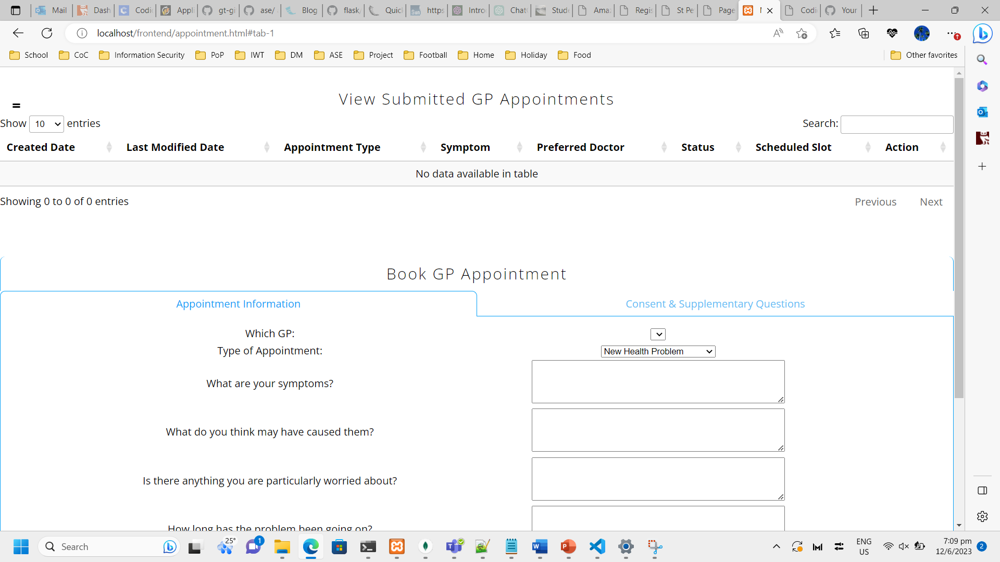 Mail
Dash
Codi
Appli
gt-gi
ase/
Blog
flask/
Quic
https
Intro
Chat
Stude
Amaz
Regis
St Pe
Page
Codi
Your
localhost/frontend/appointment.html#tab-1
School CoC Information Security PoP IWT DM ASE Project Football Home Holiday Food Other favorites
View Submitted GP Appointments
Show 10 entries Search:
Created Date Last Modified Date Appointment Type Symptom Preferred Doctor Status Scheduled Slot Action
No data available in table
Showing 0 to 0 of 0 entries Previous Next
Book GP Appointment
Appointment Information Consent & Supplementary Questions
Which GP:
Type of Appointment: New Health Problem
What are your symptoms?
What do you think may have caused them?
Is there anything you are particularly worried about?
How long has the problem been going on?
Search 25° 1 ENG US 7:09 pm 12/6/2023 2